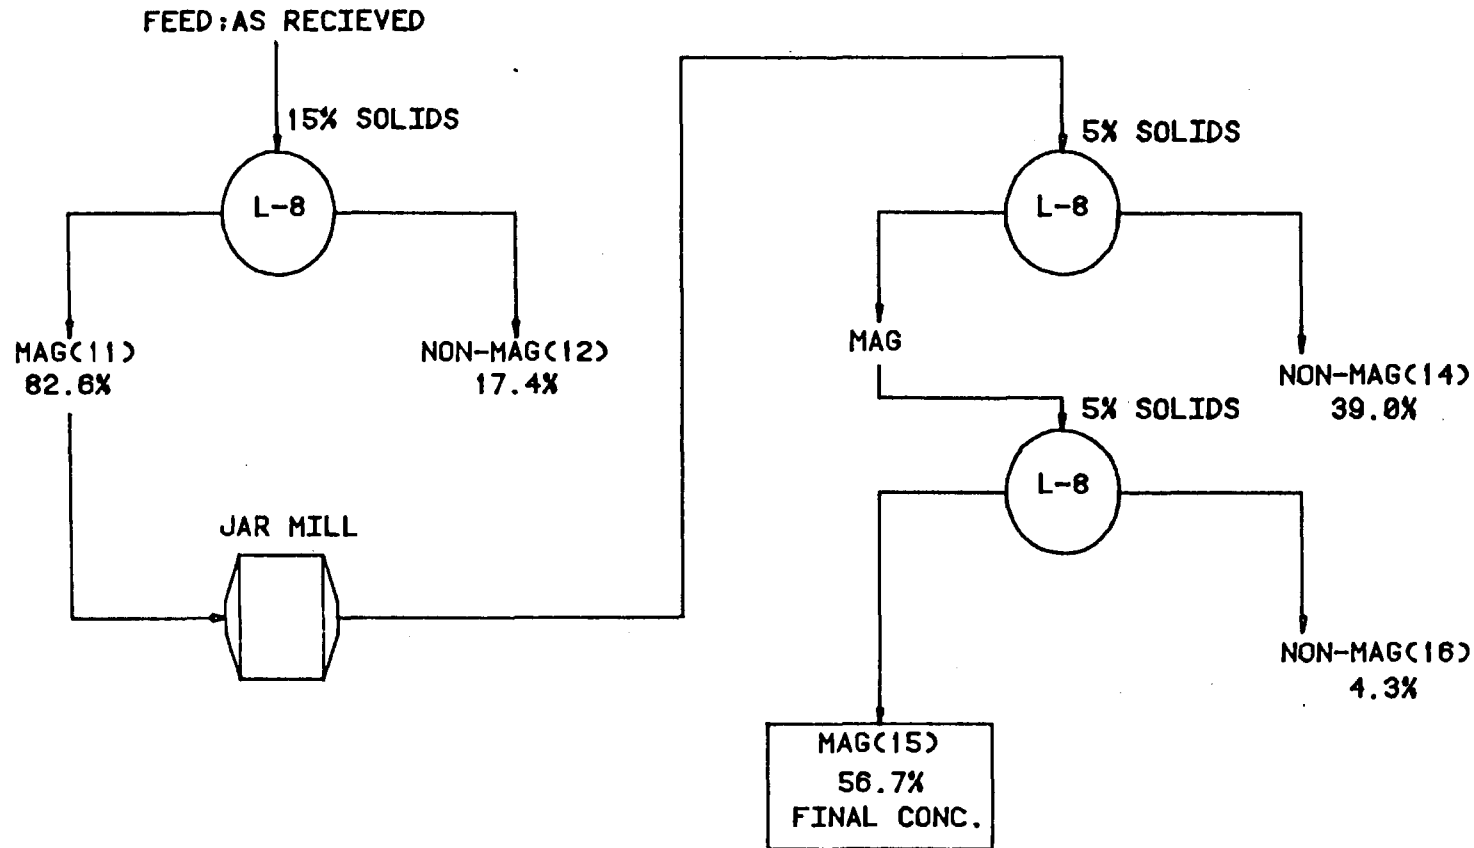 FEED:AS RECIEVED
15% SOLIDS
L-8
MAG(11)
82.6%
NON-MAG(12)
17.4%
JAR MILL
5% SOLIDS
L-8
MAG
NON-MAG(14)
39.0%
5% SOLIDS
L-8
NON-MAG(16)
4.3%
MAG(15)
56.7%
FINAL CONC.